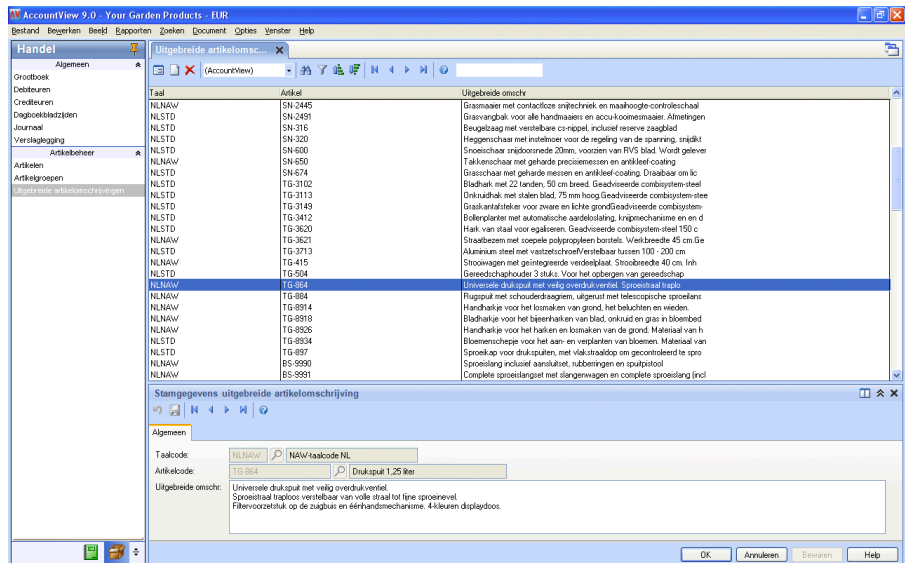 AccountView 9.0 - Your Garden Products - EUR
Bestand Bewerken Beeld Rapporten Zoeken Document Opties Venster Help
Handel
Algemeen
Grootboek
Debiteuren
Crediteuren
Dagboekbladzijden
Journaal
Verslaglegging
Artikelbeheer
Artikelen
Artikelgroepen
Uitgebreide artikelomschrijvingen
Uitgebreide artikelomsc...
(AccountView)
Taal Artikel Uitgebreide omschr
NLNAW SN-2445 Grasmaaier met contactloze snijtechniek en maaihoogte-controleschaal
NLSTD SN-2491 Grasvangbak voor alle handmaaiers en accu-kooimesmaaier. Afmetingen
NLSTD SN-316 Beugelzaag met verstelbare cs-nippel, inclusief reserve zaagblad
NLSTD SN-320 Heggenschaar met instelmoer voor de regeling van de spanning, snijdikt
NLSTD SN-600 Snoeischaar snijdoorsnede 20mm, voorzien van RVS blad. Wordt gelever
NLNAW SN-650 Takkenschaar met geharde precisiemessen en antikleef-coating
NLSTD SN-674 Grasschaar met geharde messen en antikleef-coating. Draaibaar om lic
NLSTD TG-3102 Bladhark met 22 tanden, 50 cm breed. Geadviseerde combisystem-steel
NLSTD TG-3113 Onkruidhak met stalen blad, 75 mm hoog.Geadviseerde combisystem-stee
NLSTD TG-3149 Graskantafsteker voor zware en lichte grondGeadviseerde combisystem-
NLSTD TG-3412 Bollenplanter met automatische aardeloslating, knijpmechanisme en en d
NLSTD TG-3620 Hark van staal voor egaliseren. Geadviseerde combisystem-steel 150 c
NLNAW TG-3621 Straatbezem met soepele polypropyleen borstels. Werkbreedte 45 cm.Ge
NLSTD TG-3713 Aluminium steel met vastzetschroefVerstelbaar tussen 100 - 200 cm
NLNAW TG-415 Strooiwagen met geïntegreerde verdeelplaat. Strooibreedte 40 cm. Inh
NLSTD TG-504 Gereedschaphouder 3 stuks. Voor het opbergen van gereedschap
NLNAW TG-864 Universele drukspuit met veilig overdrukventiel. Sproeistraal traplo
NLNAW TG-884 Rugspuit met schouderdraagriem, uitgerust met telescopische sproeilans
NLNAW TG-8914 Handharkje voor het losmaken van grond, het beluchten en wieden.
NLNAW TG-8918 Bladharkje voor het bijeenharken van blad, onkruid en gras in bloembed
NLNAW TG-8926 Handharkje voor het harken en losmaken van de grond. Materiaal van h
NLSTD TG-8934 Bloemenschepje voor het aan- en verplanten van bloemen. Materiaal van
NLSTD TG-897 Sproeikap voor drukspuiten, met vlakstraaldop om gecontroleerd te spro
NLNAW BS-9990 Sproeislang inclusief aansluitset, rubberringen en spuitpistool
NLNAW BS-9991 Complete sproeislangset met slangenwagen en complete sproeislang (incl
Stamgegevens uitgebreide artikelomschrijving
Algemeen
Taalcode: NLNAW NAW-taalcode NL
Artikelcode: TG-864 Drukspuit 1,25 liter
Uitgebreide omschr: Universele drukspuit met veilig overdrukventiel.
Sproeistraal traploos verstelbaar van volle straal tot fijne sproeinevel.
Filtervoorzetstuk op de zuigbuis en éénhandsmechanisme. 4-kleuren displaydoos.
OK Annuleren Bewaren Help